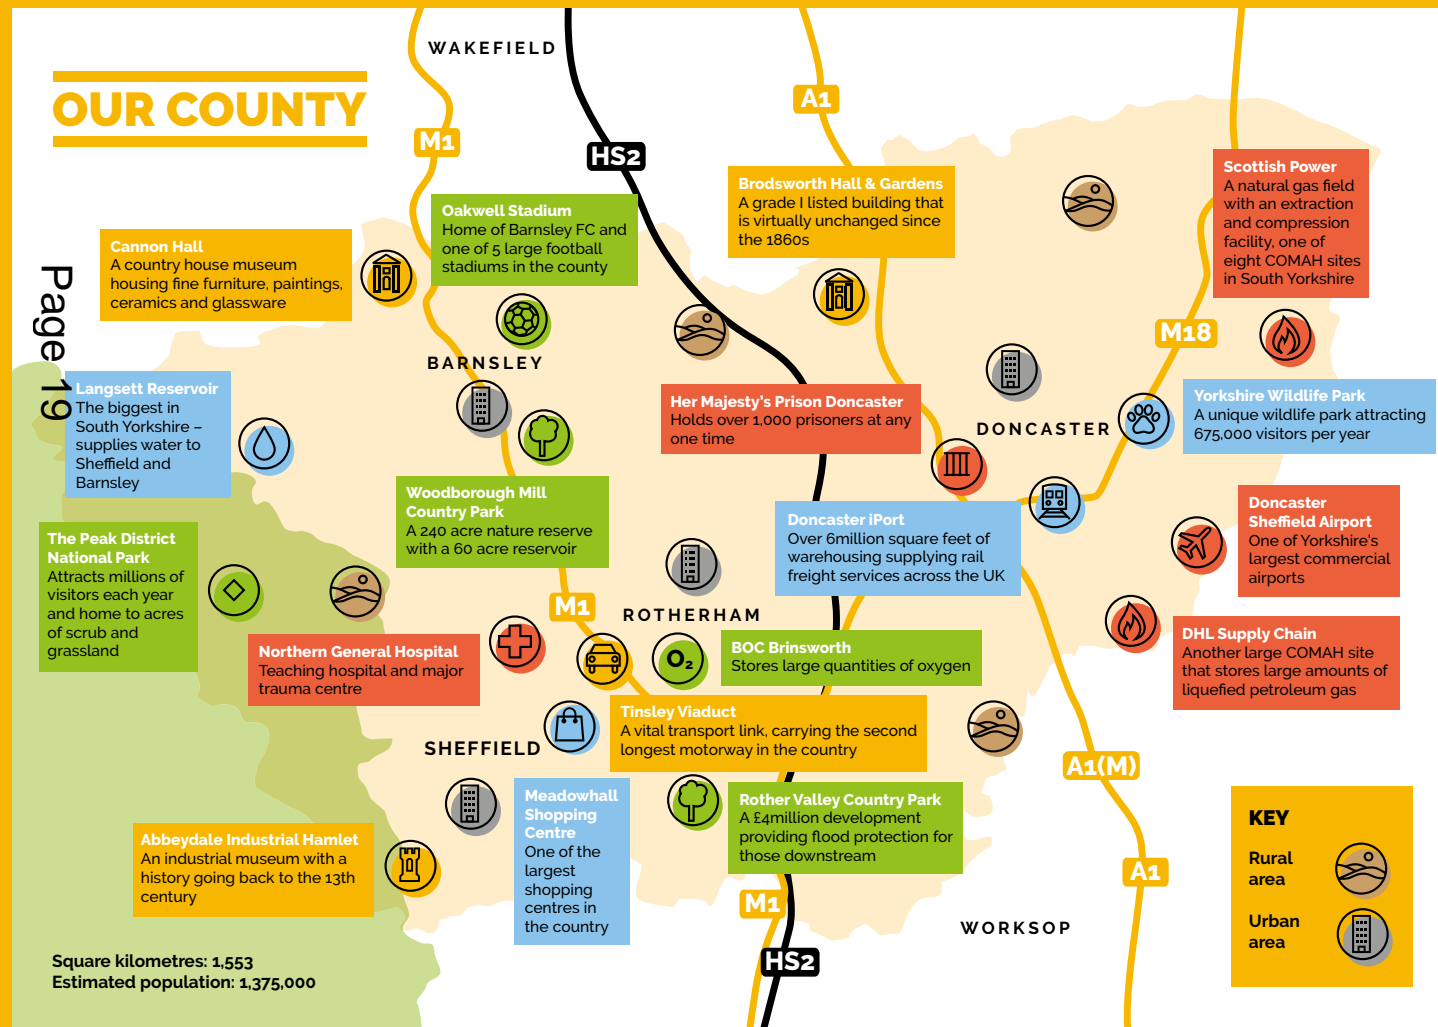 WAKEFIELD
OUR COUNTY
A1
M1
HS2
Scottish Power
A natural gas field
with an extraction
and compression
facility, one of
eight COMAH sites
in South Yorkshire
Brodsworth Hall & Gardens
A grade I listed building that
is virtually unchanged since
the 1860s
Oakwell Stadium
Home of Barnsley FC and
one of 5 large football
stadiums in the county
Cannon Hall
A country house museum
housing fine furniture, paintings,
ceramics and glassware
Page 19
M18
BARNSLEY
Langsett Reservoir
The biggest in
South Yorkshire –
supplies water to
Sheffield and
Barnsley
Her Majesty's Prison Doncaster
Holds over 1,000 prisoners at any
one time
DONCASTER
Yorkshire Wildlife Park
A unique wildlife park attracting
675,000 visitors per year
Woodborough Mill
Country Park
A 240 acre nature reserve
with a 60 acre reservoir
Doncaster iPort
Over 6million square feet of
warehousing supplying rail
freight services across the UK
Doncaster
Sheffield Airport
One of Yorkshire's
largest commercial
airports
The Peak District
National Park
Attracts millions of
visitors each year
and home to acres
of scrub and
grassland
M1
ROTHERHAM
Northern General Hospital
Teaching hospital and major
trauma centre
O₂
BOC Brinsworth
Stores large quantities of oxygen
DHL Supply Chain
Another large COMAH site
that stores large amounts of
liquefied petroleum gas
Tinsley Viaduct
A vital transport link, carrying the second
longest motorway in the country
SHEFFIELD
A1(M)
Meadowhall
Shopping
Centre
One of the
largest
shopping
centres in
the country
Rother Valley Country Park
A £4million development
providing flood protection for
those downstream
Abbeydale Industrial Hamlet
An industrial museum with a
history going back to the 13th
century
KEY
Rural
area
Urban
area
A1
M1
WORKSOP
HS2
Square kilometres: 1,553
Estimated population: 1,375,000